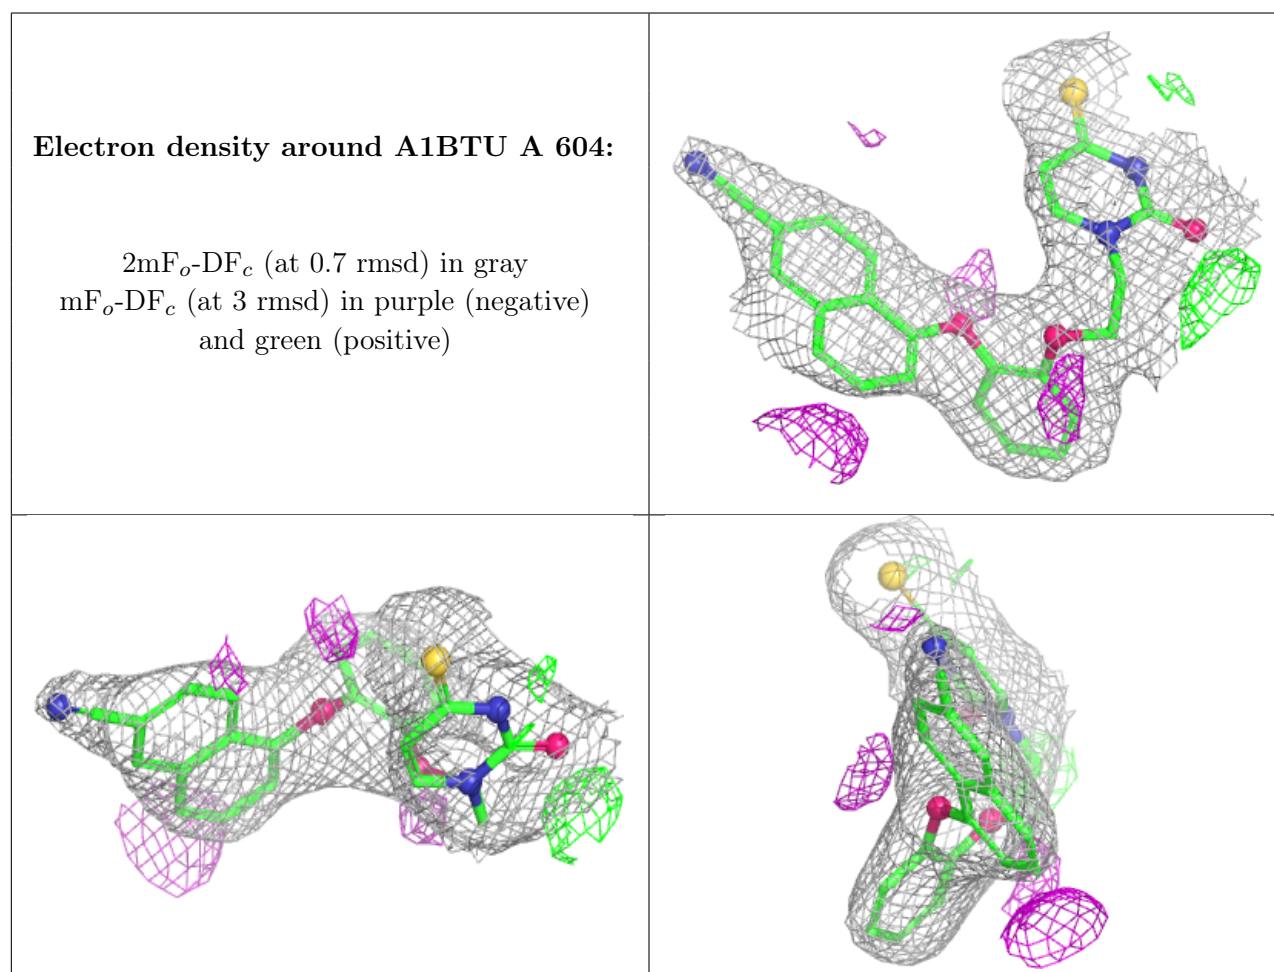 Electron density around A1BTU A 604:
2mFo-DFc (at 0.7 rmsd) in gray
mFo-DFc (at 3 rmsd) in purple (negative)
and green (positive)